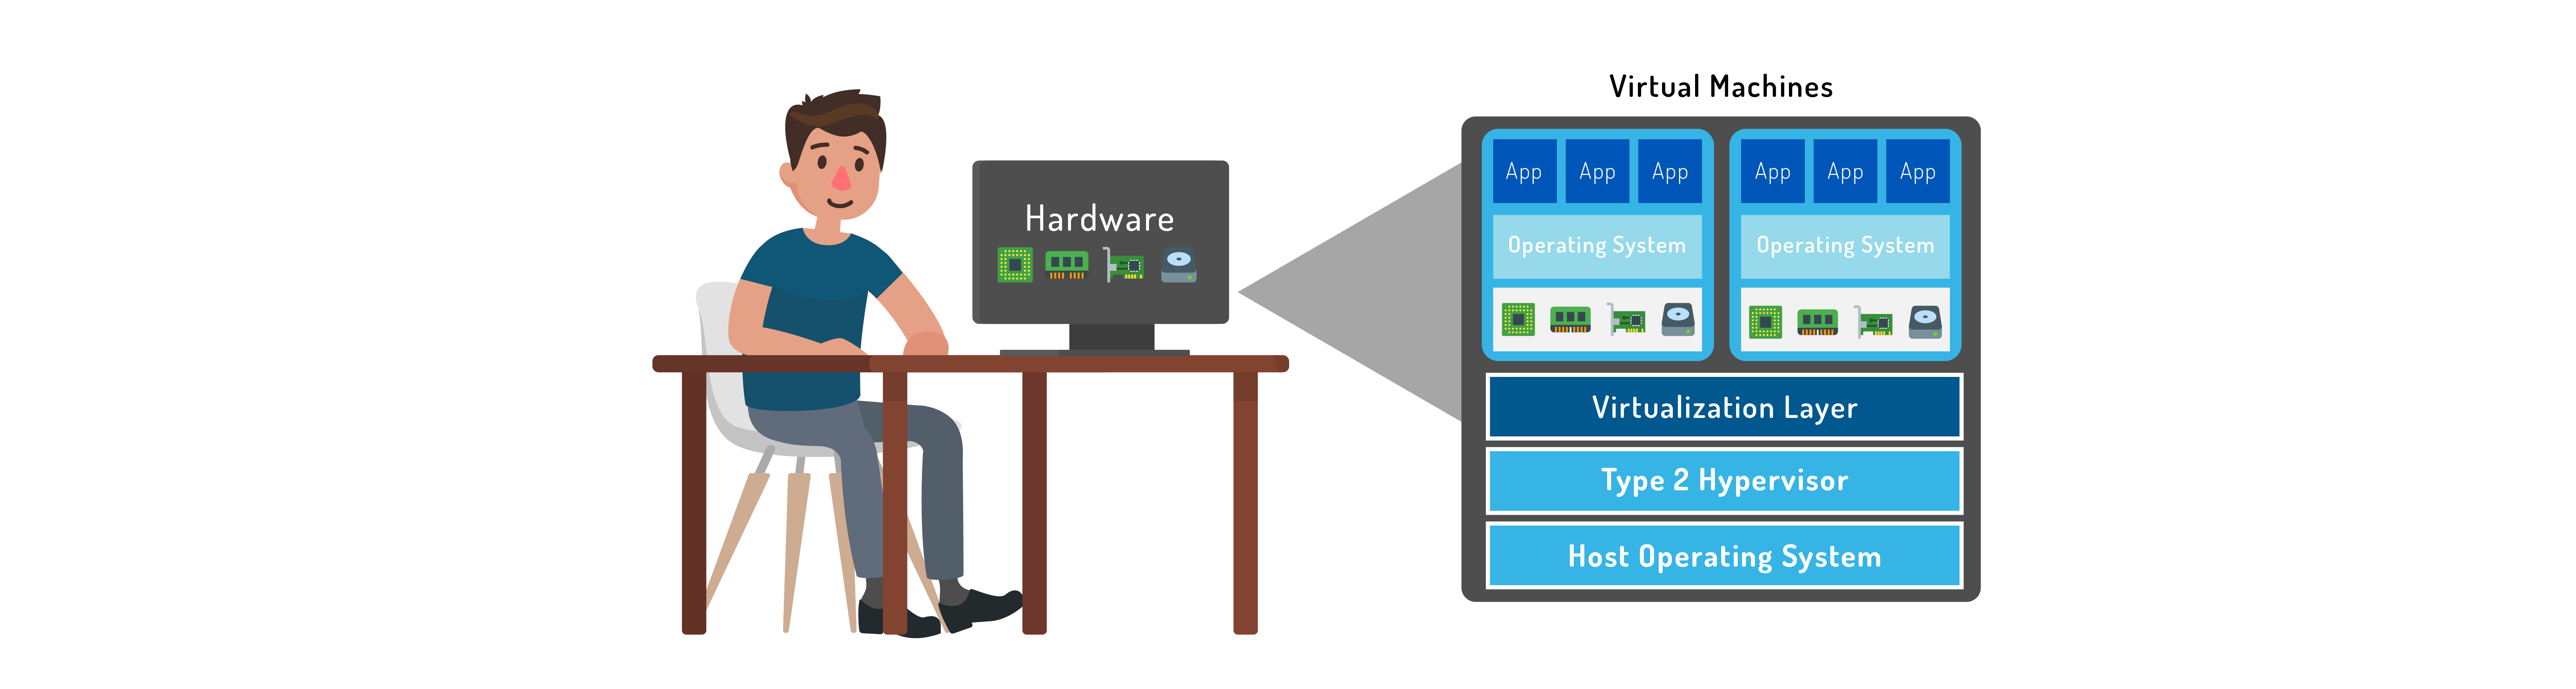 Hardware
Virtual Machines
App App App
App App App
Operating System
Operating System
Virtualization Layer
Type 2 Hypervisor
Host Operating System